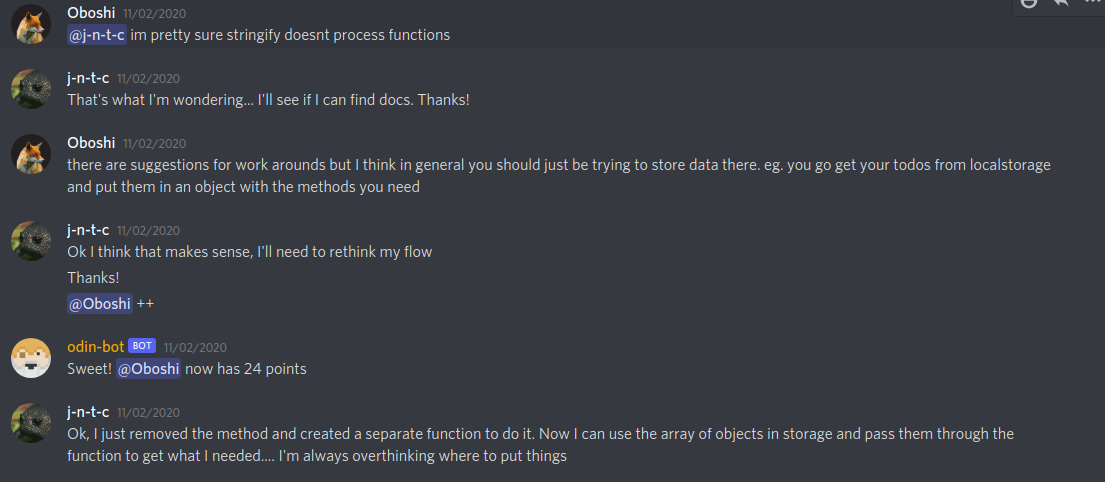 Oboshi 11/02/2020
@j-n-t-c im pretty sure stringify doesnt process functions
j-n-t-c 11/02/2020
That's what I'm wondering... I'll see if I can find docs. Thanks!
Oboshi 11/02/2020
there are suggestions for work arounds but I think in general you should just be trying to store data there. eg. you go get your todos from localstorage
and put them in an object with the methods you need
j-n-t-c 11/02/2020
Ok I think that makes sense, I'll need to rethink my flow
Thanks!
@Oboshi ++
odin-bot BOT 11/02/2020
Sweet! @Oboshi now has 24 points
j-n-t-c 11/02/2020
Ok, I just removed the method and created a separate function to do it. Now I can use the array of objects in storage and pass them through the
function to get what I needed.... I'm always overthinking where to put things